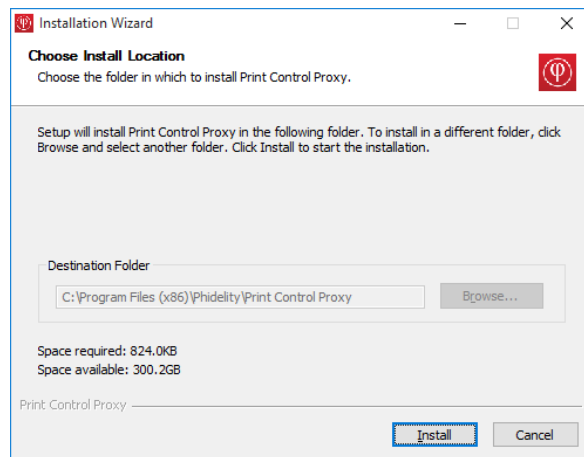 Installation Wizard
Choose Install Location
Choose the folder in which to install Print Control Proxy.
Setup will install Print Control Proxy in the following folder. To install in a different folder, click
Browse and select another folder. Click Install to start the installation.
Destination Folder
C:\Program Files (x86)\Phidelity\Print Control Proxy
Browse...
Space required: 824.0KB
Space available: 300.2GB
Print Control Proxy
Install
Cancel